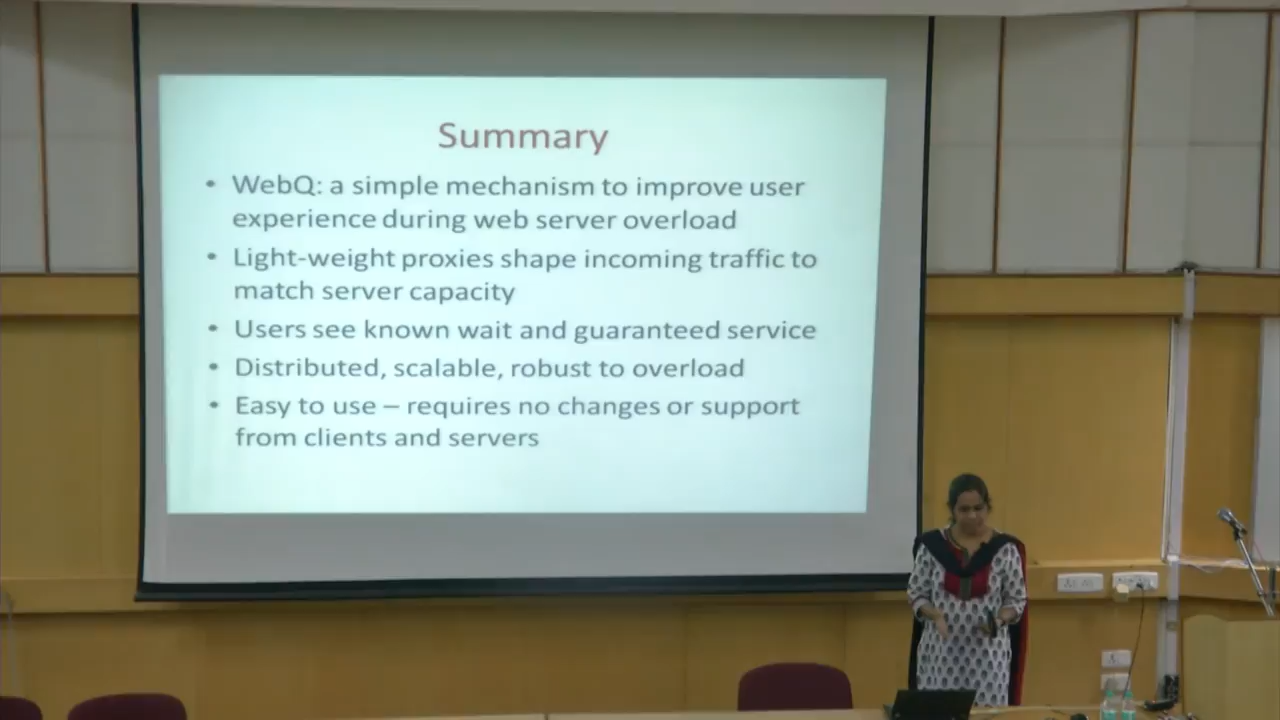 Summary
• WebQ: a simple mechanism to improve user
experience during web server overload
• Light-weight proxies shape incoming traffic to
match server capacity
• Users see known wait and guaranteed service
• Distributed, scalable, robust to overload
• Easy to use – requires no changes or support
from clients and servers